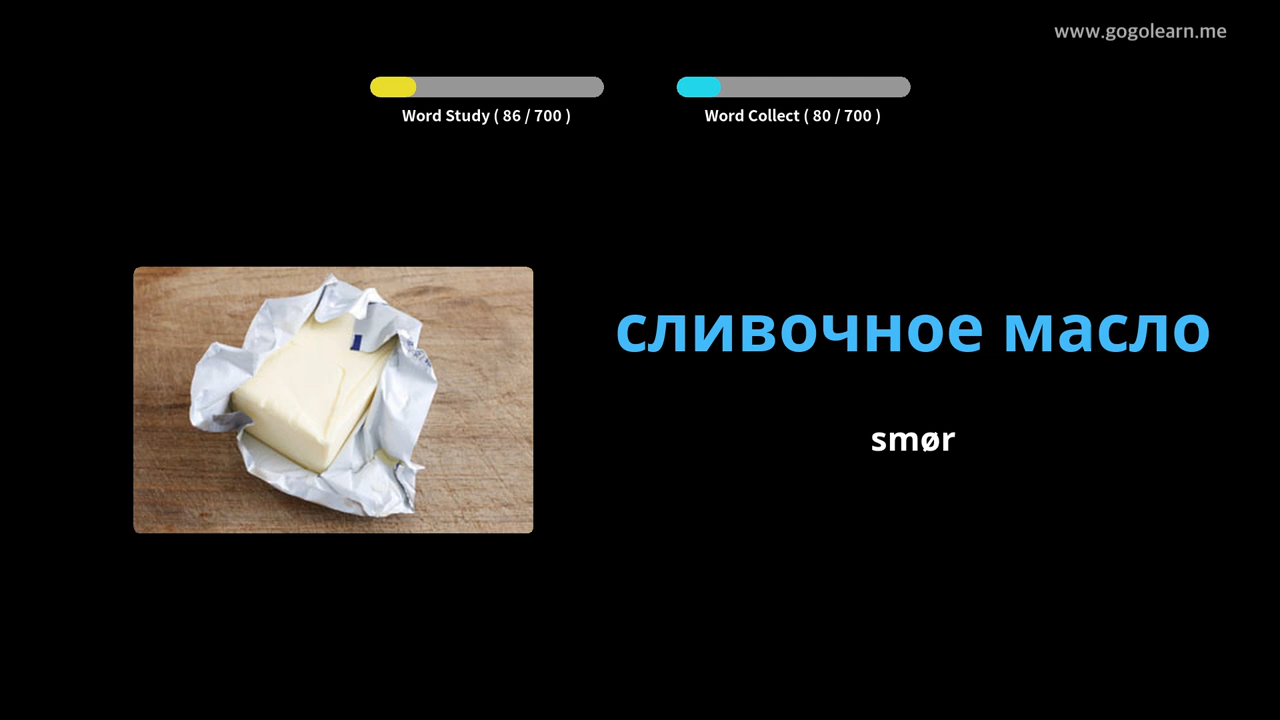 www.gogolearn.me
Word Study ( 86 / 700 )
Word Collect ( 80 / 700 )
сливочное масло
smør